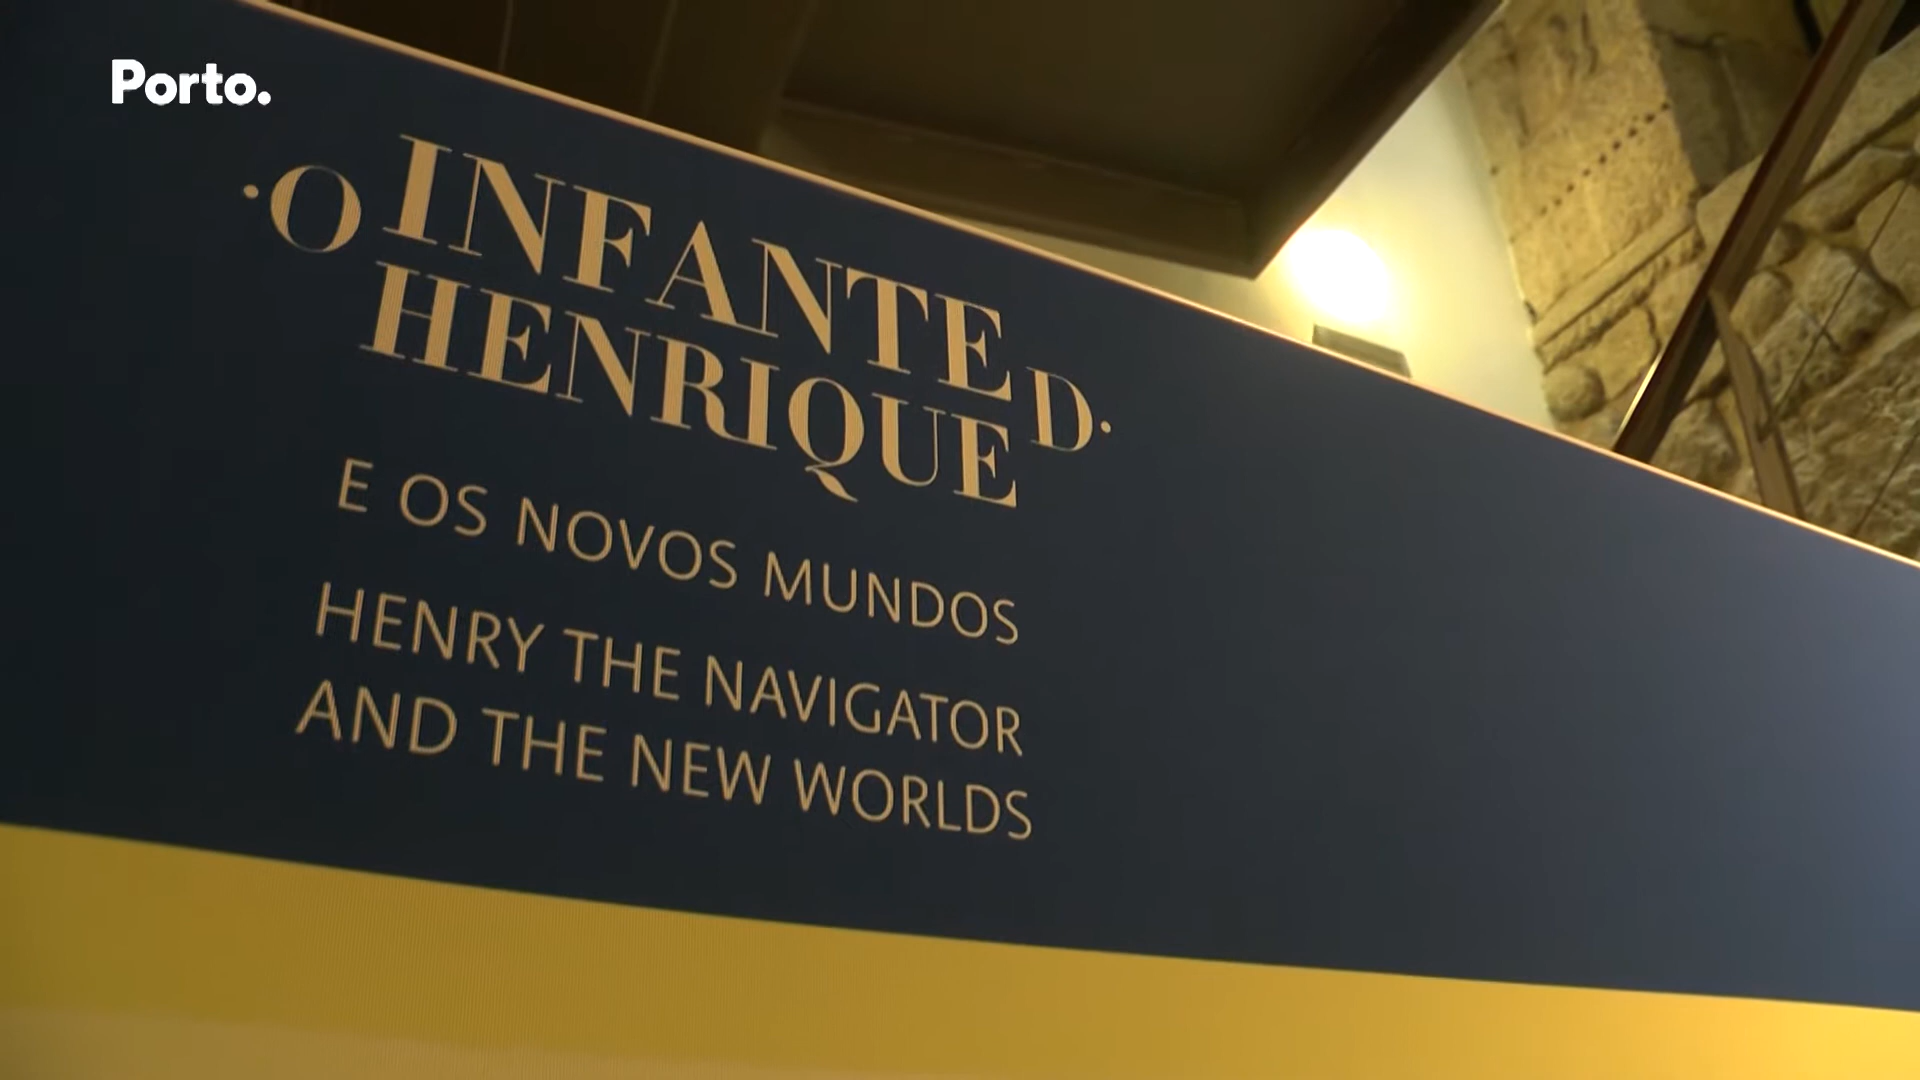 Porto.
·O INFANTE D·
HENRIQUE
E OS NOVOS MUNDOS
HENRY THE NAVIGATOR
AND THE NEW WORLDS